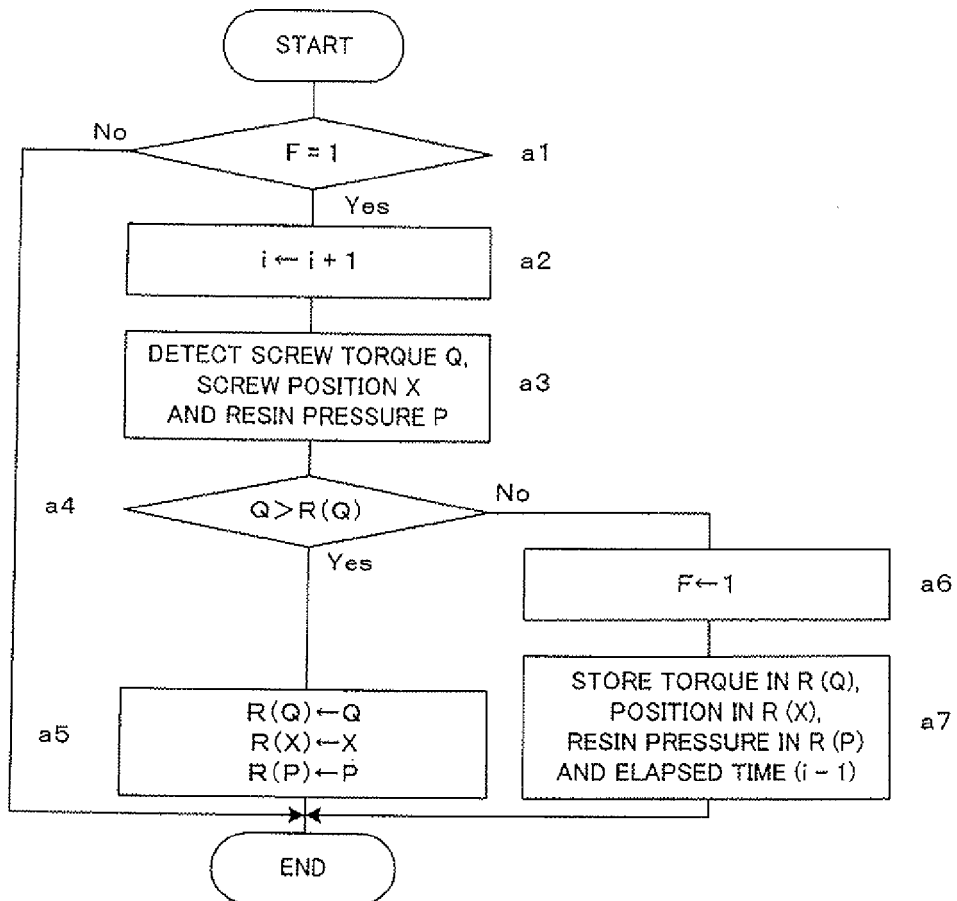 START
No
F = 1
a1
Yes
i ← i + 1
a2
DETECT SCREW TORQUE Q,
SCREW POSITION X
AND RESIN PRESSURE P
a3
a4
Q > R (Q)
No
Yes
F ← 1
a6
a5
R (Q) ← Q
R (X) ← X
R (P) ← P
STORE TORQUE IN R (Q),
POSITION IN R (X),
RESIN PRESSURE IN R (P)
AND ELAPSED TIME (i − 1)
a7
END